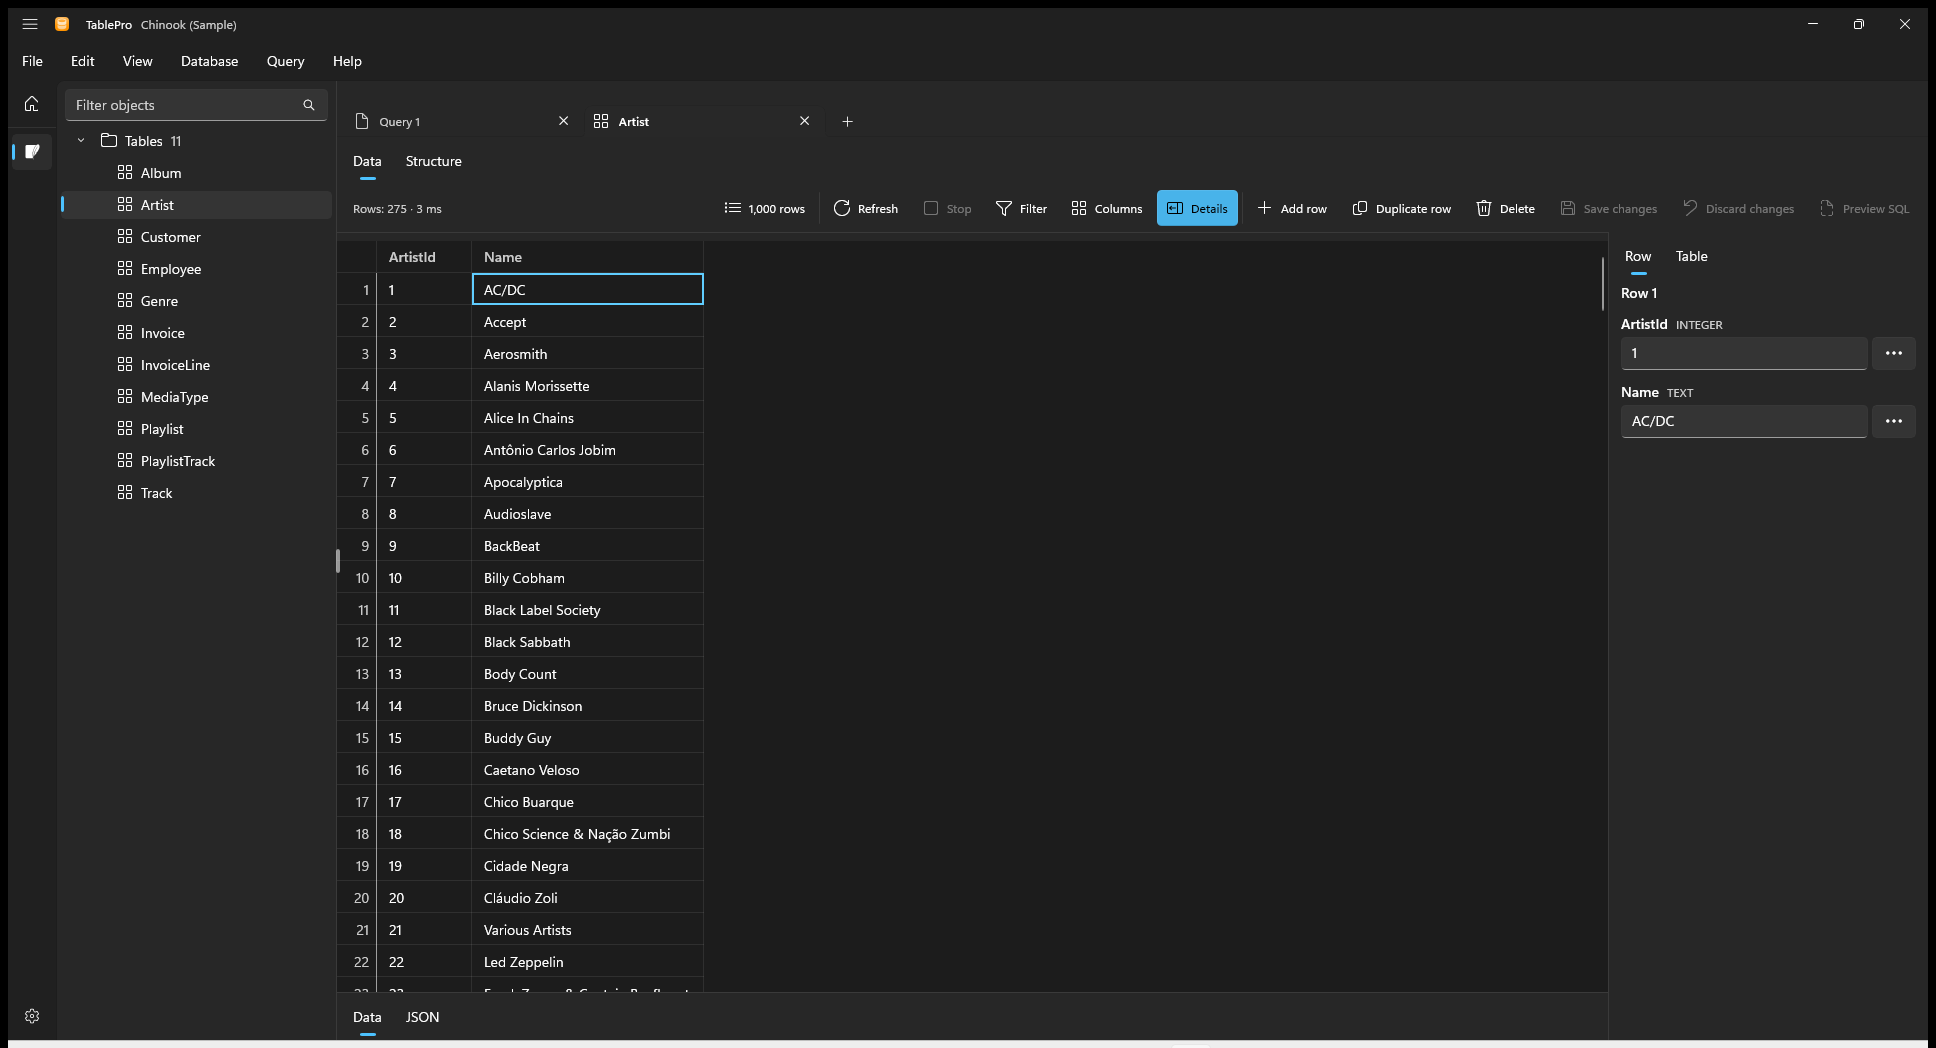 TablePro Chinook (Sample)
File Edit View Database Query Help
Filter objects
Tables 11
Album
Artist
Customer
Employee
Genre
Invoice
InvoiceLine
MediaType
Playlist
PlaylistTrack
Track
Query 1
Artist
Data Structure
Rows: 275 · 3 ms
1,000 rows Refresh Stop Filter Columns Details Add row Duplicate row Delete Save changes Discard changes Preview SQL
ArtistId Name
1 1 AC/DC
2 2 Accept
3 3 Aerosmith
4 4 Alanis Morissette
5 5 Alice In Chains
6 6 Antônio Carlos Jobim
7 7 Apocalyptica
8 8 Audioslave
9 9 BackBeat
10 10 Billy Cobham
11 11 Black Label Society
12 12 Black Sabbath
13 13 Body Count
14 14 Bruce Dickinson
15 15 Buddy Guy
16 16 Caetano Veloso
17 17 Chico Buarque
18 18 Chico Science & Nação Zumbi
19 19 Cidade Negra
20 20 Cláudio Zoli
21 21 Various Artists
22 22 Led Zeppelin
Data JSON
Row Table
Row 1
ArtistId INTEGER
1
Name TEXT
AC/DC